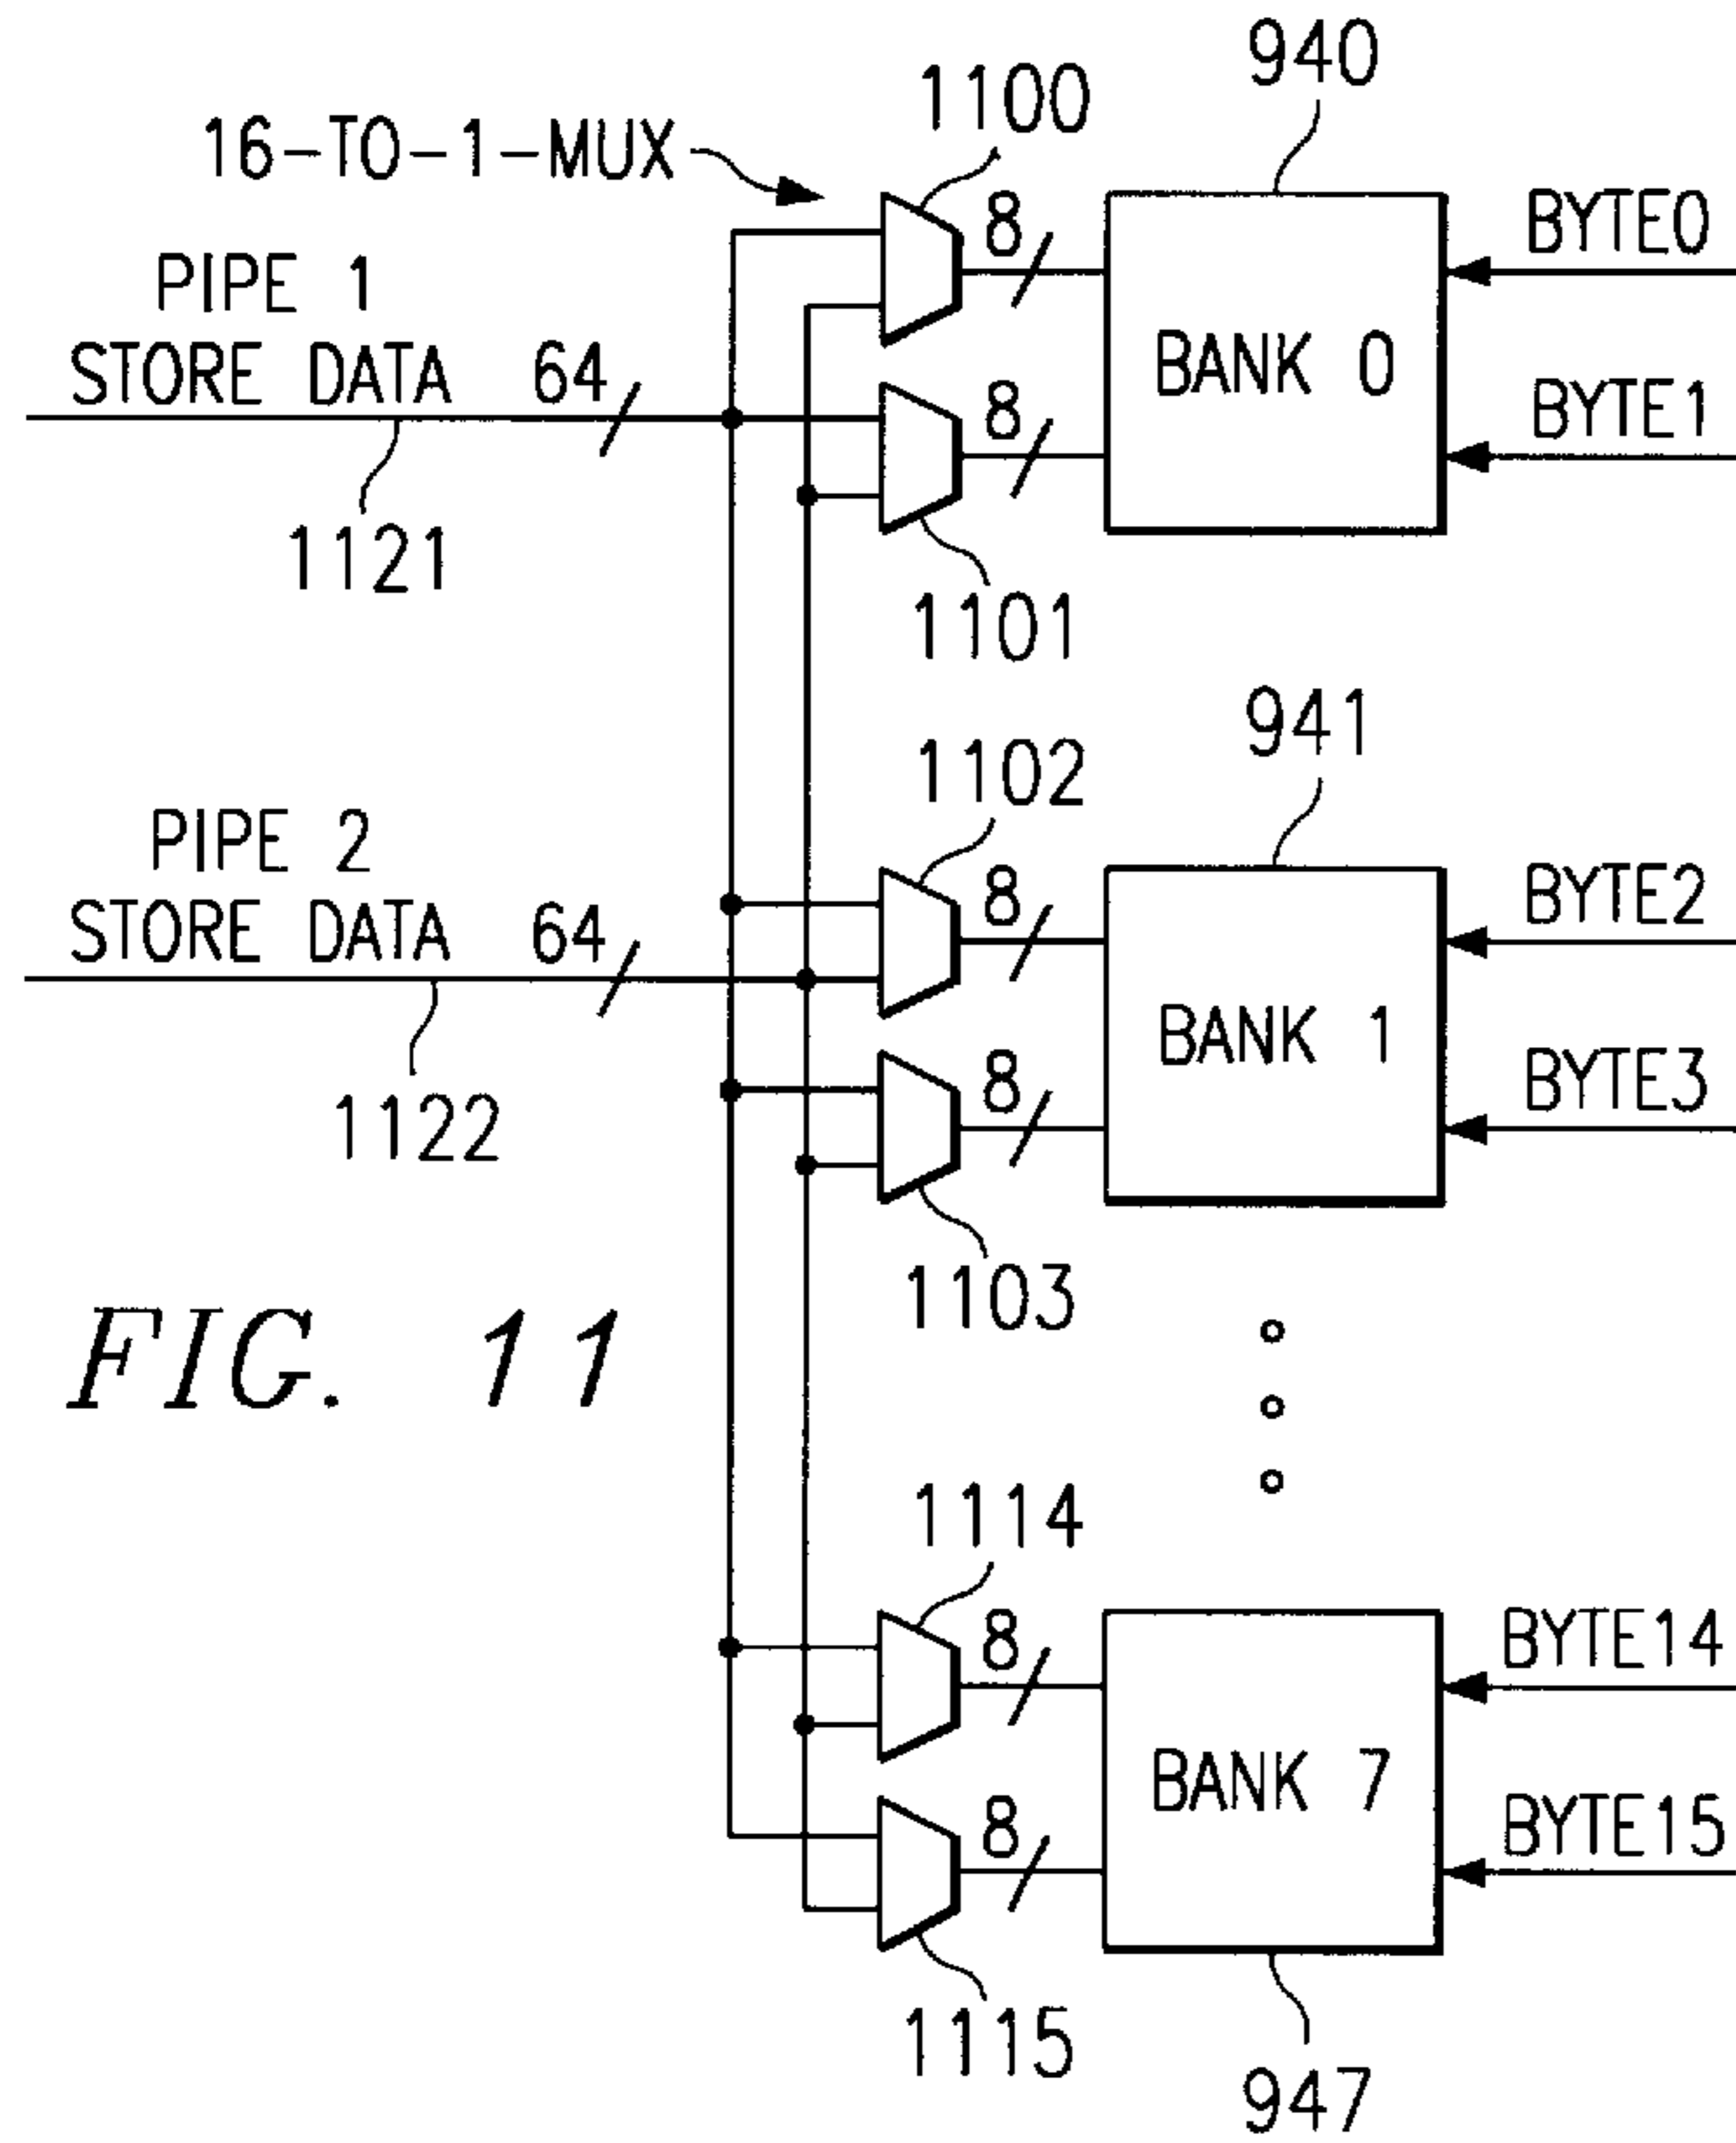 940
1100
16-TO-1-MUX
8
BYTE0
PIPE 1
STORE DATA 64
BANK 0
8
BYTE1
1121
1101
941
1102
PIPE 2
STORE DATA 64
8
BYTE2
BANK 1
8
BYTE3
1122
1103
FIG. 11
1114
8
BYTE14
BANK 7
8
BYTE15
1115
947